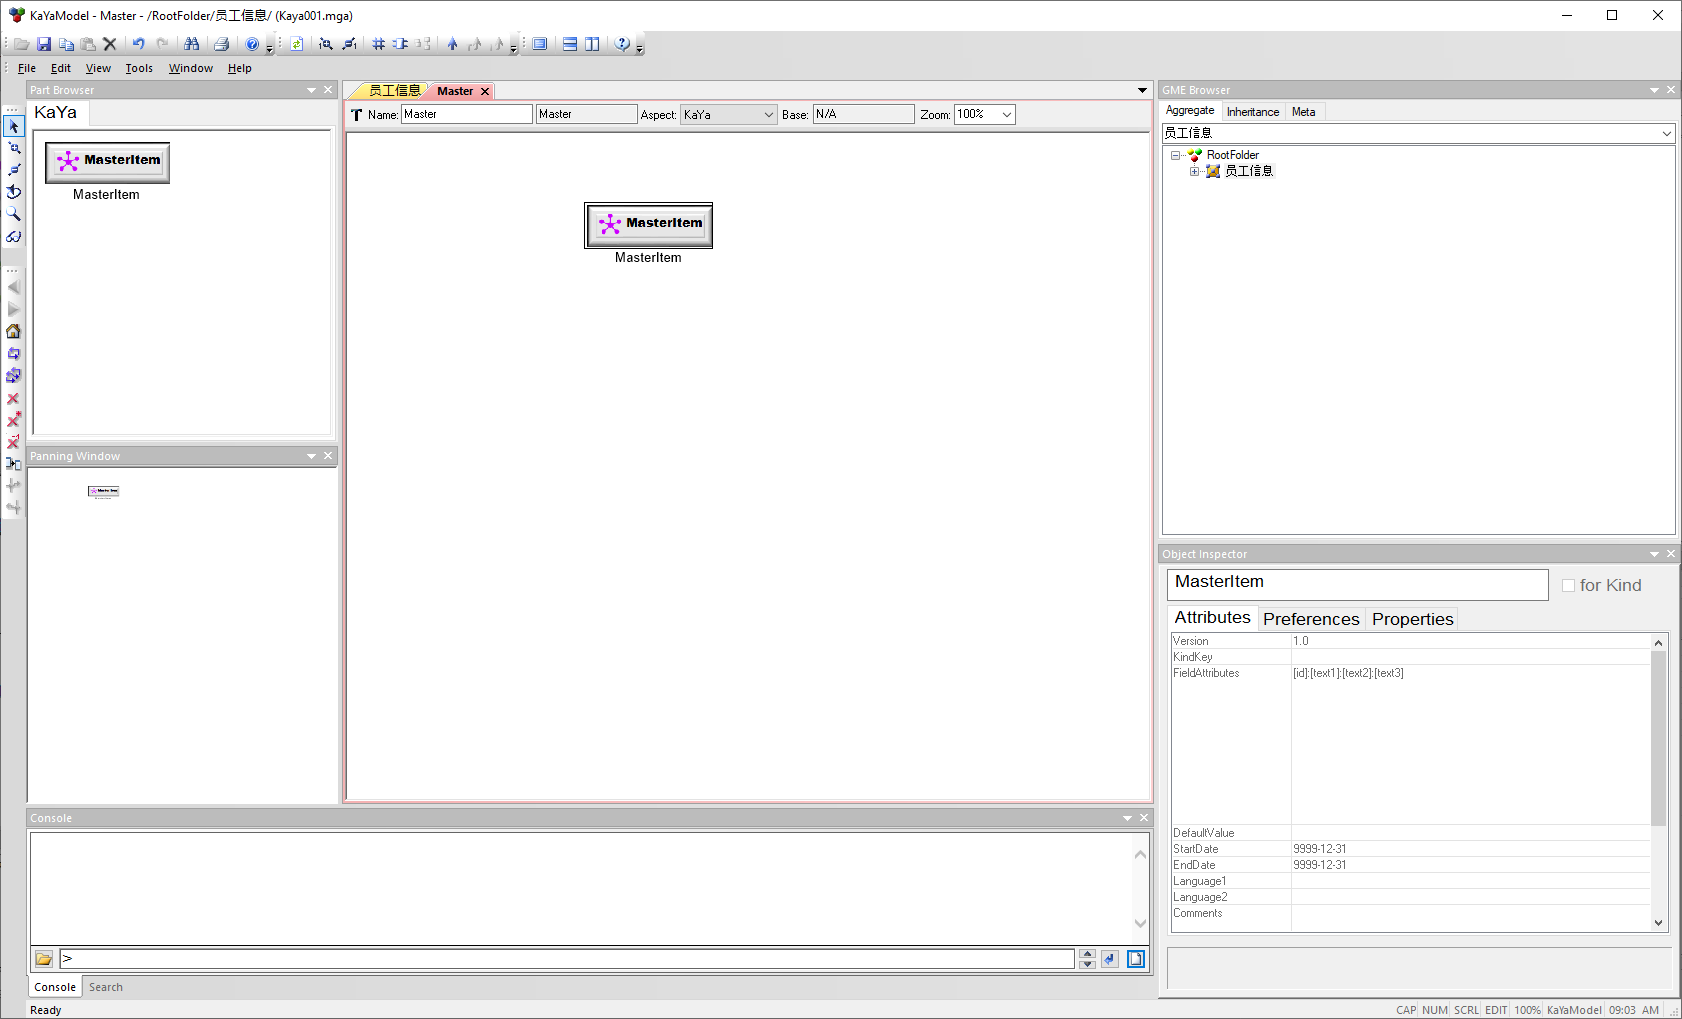 KaYaModel - Master - /RootFolder/员工信息/ (Kaya001.mga)
File Edit View Tools Window Help
Part Browser
KaYa
MasterItem
MasterItem
Panning Window
员工信息 Master
Name: Master Master Aspect: KaYa Base: N/A Zoom: 100%
MasterItem
MasterItem
GME Browser
Aggregate Inheritance Meta
员工信息
RootFolder
员工信息
Object Inspector
MasterItem for Kind
Attributes Preferences Properties
Version 1.0
KindKey
FieldAttributes [id]:[text1]:[text2]:[text3]
DefaultValue
StartDate 9999-12-31
EndDate 9999-12-31
Language1
Language2
Comments
Console
>
Console Search
Ready CAP NUM SCRL EDIT 100% KaYaModel 09:03 AM